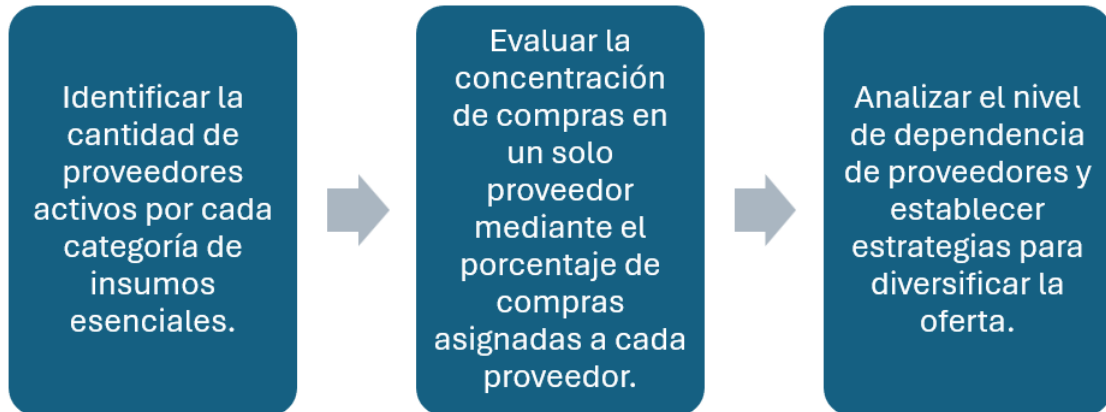 Identificar la
cantidad de
proveedores
activos por cada
categoría de
insumos
esenciales.
Evaluar la
concentración
de compras en
un solo
proveedor
mediante el
porcentaje de
compras
asignadas a cada
proveedor.
Analizar el nivel
de dependencia
de proveedores y
establecer
estrategias para
diversificar la
oferta.